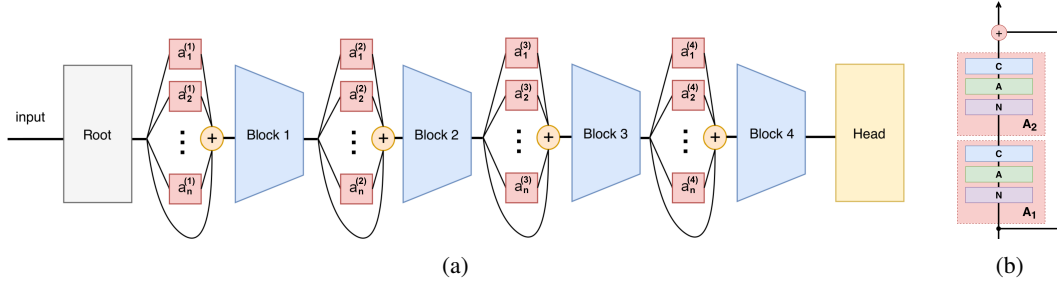 input
Root
a₁⁽¹⁾
a₂⁽¹⁾
⋮
aₙ⁽¹⁾
+
Block 1
a₁⁽²⁾
a₂⁽²⁾
⋮
aₙ⁽²⁾
+
Block 2
a₁⁽³⁾
a₂⁽³⁾
⋮
aₙ⁽³⁾
+
Block 3
a₁⁽⁴⁾
a₂⁽⁴⁾
⋮
aₙ⁽⁴⁾
+
Block 4
Head
(a)
+
C
A
N
A₂
C
A
N
A₁
(b)